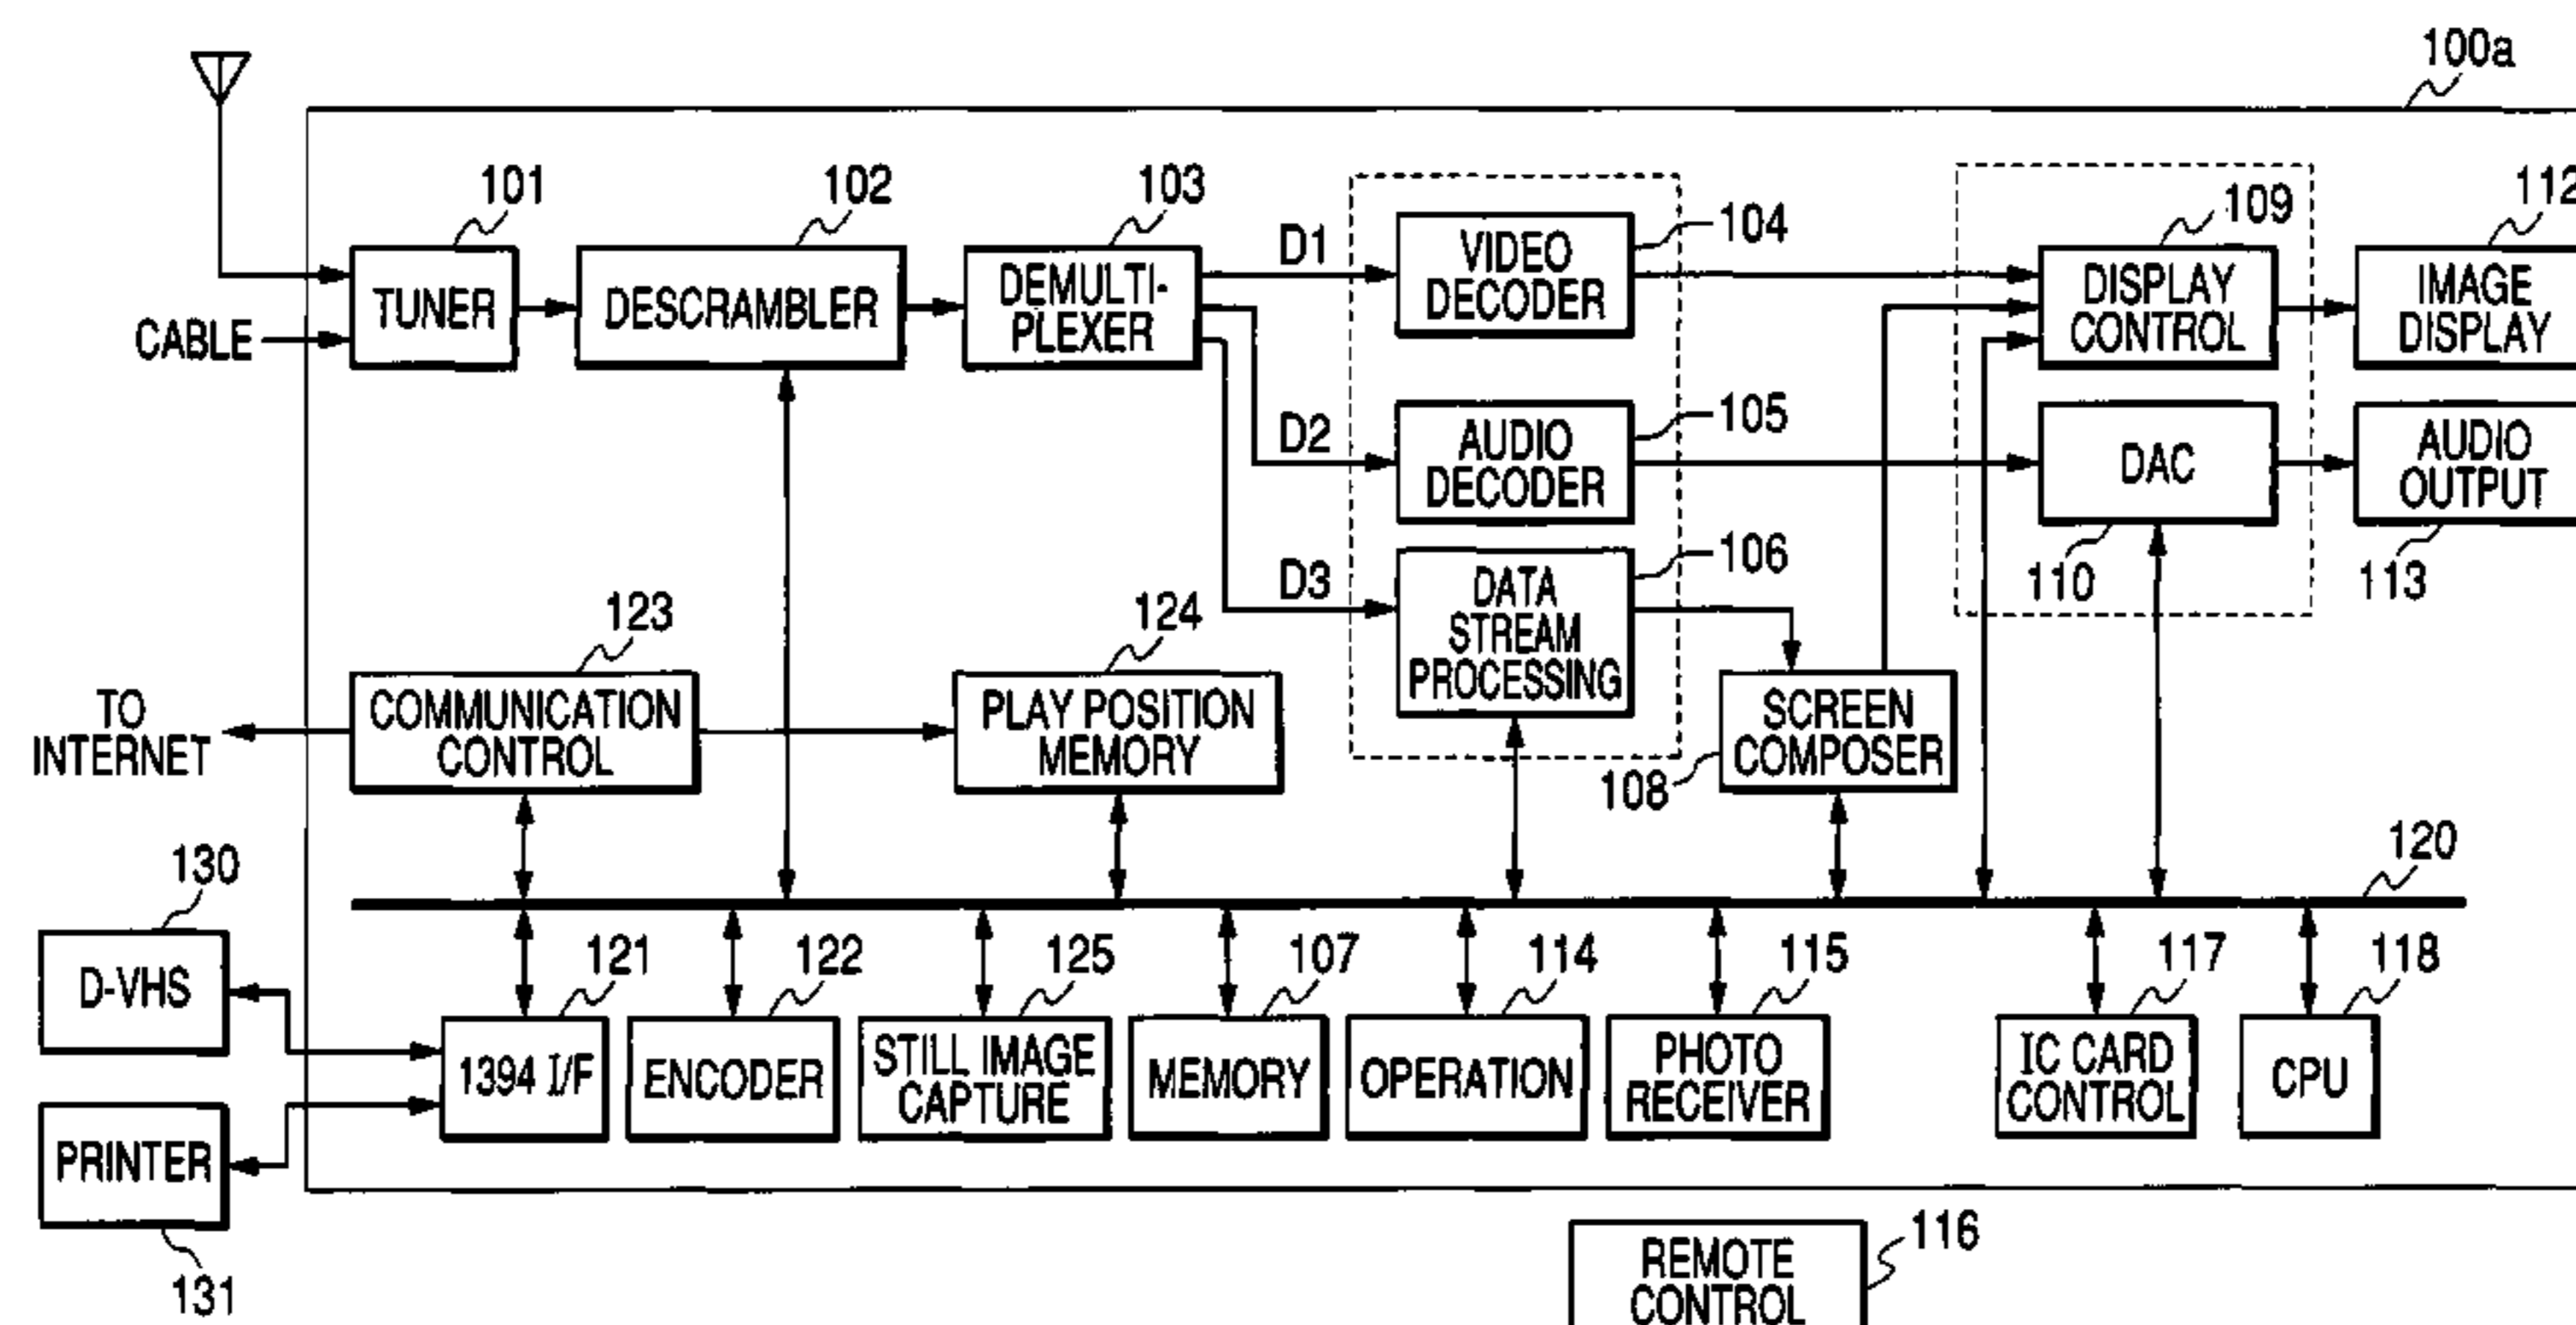 100a
101
102
103
109
112
D1
VIDEO
DECODER
104
TUNER
DESCRAMBLER
DEMULTI-
PLEXER
DISPLAY
CONTROL
IMAGE
DISPLAY
CABLE
D2
AUDIO
DECODER
105
DAC
AUDIO
OUTPUT
110
113
D3
DATA
STREAM
PROCESSING
106
123
124
TO
INTERNET
COMMUNICATION
CONTROL
PLAY POSITION
MEMORY
SCREEN
COMPOSER
108
120
130
D-VHS
121
122
125
107
114
115
117
118
1394 I/F
ENCODER
STILL IMAGE
CAPTURE
MEMORY
OPERATION
PHOTO
RECEIVER
IC CARD
CONTROL
CPU
PRINTER
131
REMOTE
CONTROL
116